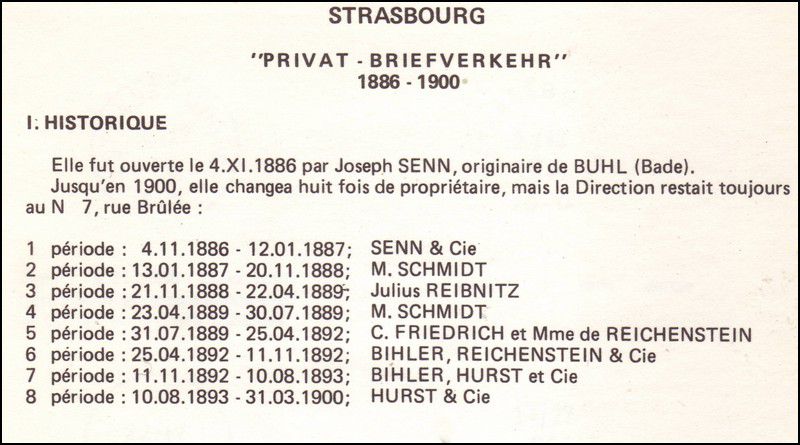 STRASBOURG
"PRIVAT - BRIEFVERKEHR"
1886 - 1900
I. HISTORIQUE
Elle fut ouverte le 4.XI.1886 par Joseph SENN, originaire de BUHL (Bade).
Jusqu'en 1900, elle changea huit fois de propriétaire, mais la Direction restait toujours
au N 7, rue Brûlée :
1 période : 4.11.1886 - 12.01.1887; SENN & Cie
2 période : 13.01.1887 - 20.11.1888; M. SCHMIDT
3 période : 21.11.1888 - 22.04.1889; Julius REIBNITZ
4 période : 23.04.1889 - 30.07.1889; M. SCHMIDT
5 période : 31.07.1889 - 25.04.1892; C. FRIEDRICH et Mme de REICHENSTEIN
6 période : 25.04.1892 - 11.11.1892; BIHLER, REICHENSTEIN & Cie
7 période : 11.11.1892 - 10.08.1893; BIHLER, HURST et Cie
8 période : 10.08.1893 - 31.03.1900; HURST & Cie